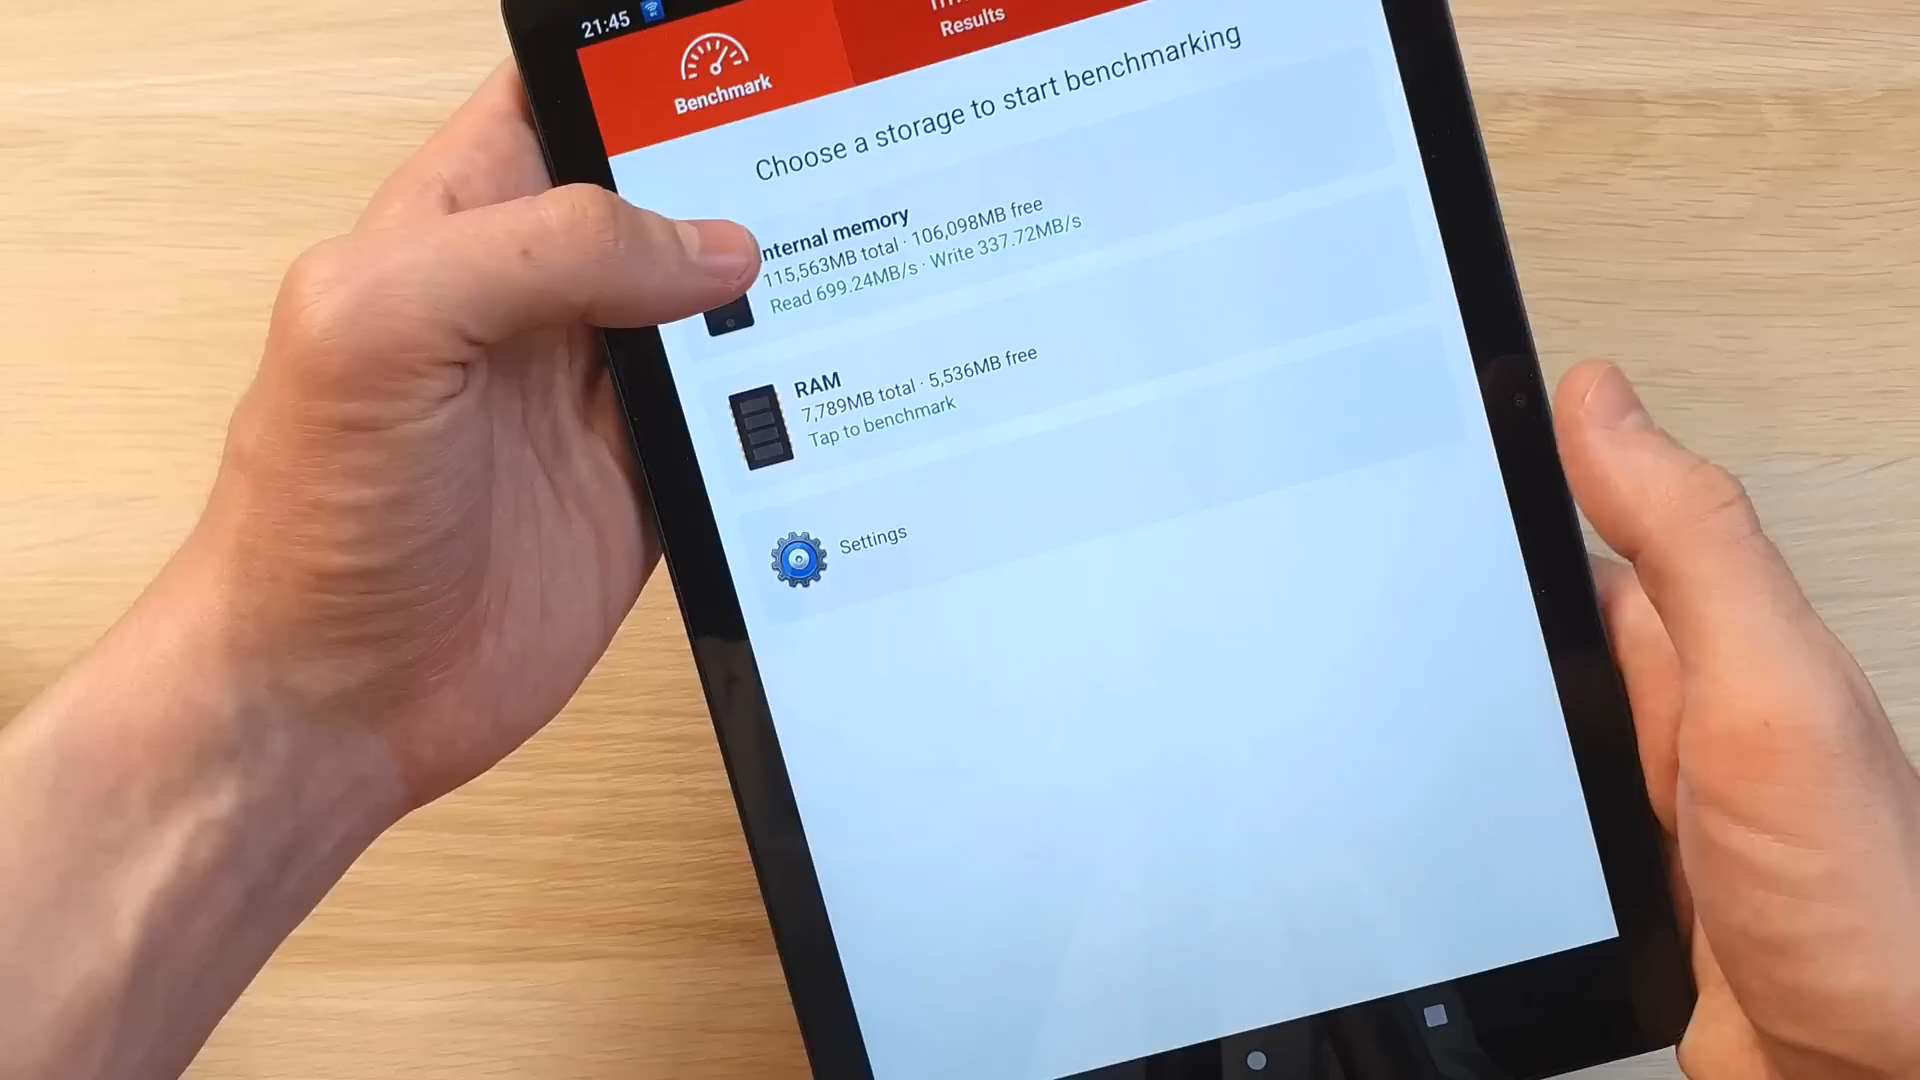 21:45
Benchmark
Results
Choose a storage to start benchmarking
nternal memory
115,563MB total · 106,098MB free
Read 699.24MB/s · Write 337.72MB/s
RAM
7,789MB total · 5,536MB free
Tap to benchmark
Settings